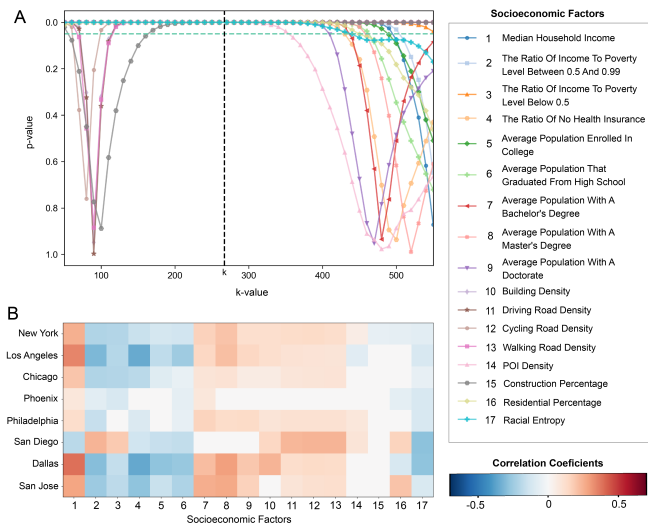 A
p-value
0.0
0.2
0.4
0.6
0.8
1.0
100 200 k 300 400 500
k-value
Socioeconomic Factors
1 Median Household Income
2 The Ratio Of Income To Poverty
Level Between 0.5 And 0.99
3 The Ratio Of Income To Poverty
Level Below 0.5
4 The Ratio Of No Health Insurance
5 Average Population Enrolled In
College
6 Average Population That
Graduated From High School
7 Average Population With A
Bachelor's Degree
8 Average Population With A
Master's Degree
9 Average Population With A
Doctorate
10 Building Density
11 Driving Road Density
12 Cycling Road Density
13 Walking Road Density
14 POI Density
15 Construction Percentage
16 Residential Percentage
17 Racial Entropy
B
New York
Los Angeles
Chicago
Phoenix
Philadelphia
San Diego
Dallas
San Jose
1 2 3 4 5 6 7 8 9 10 11 12 13 14 15 16 17
Socioeconomic Factors
Correlation Coeficients
-0.5 0 0.5